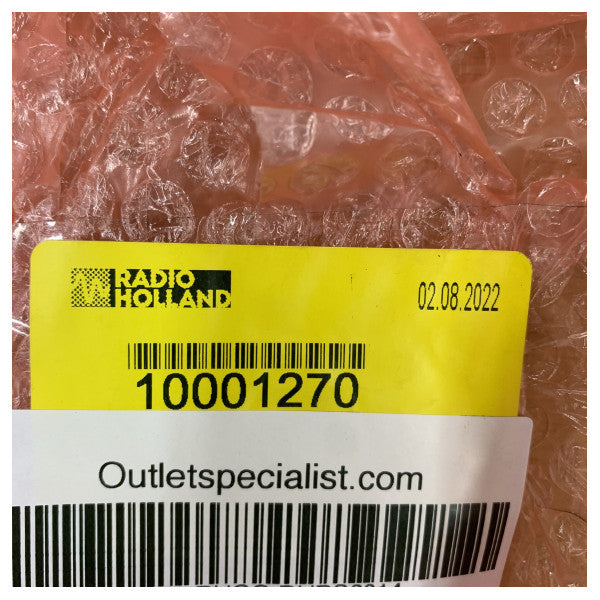 RADIO
HOLLAND
02.08.2022
10001270
Outletspecialist.com